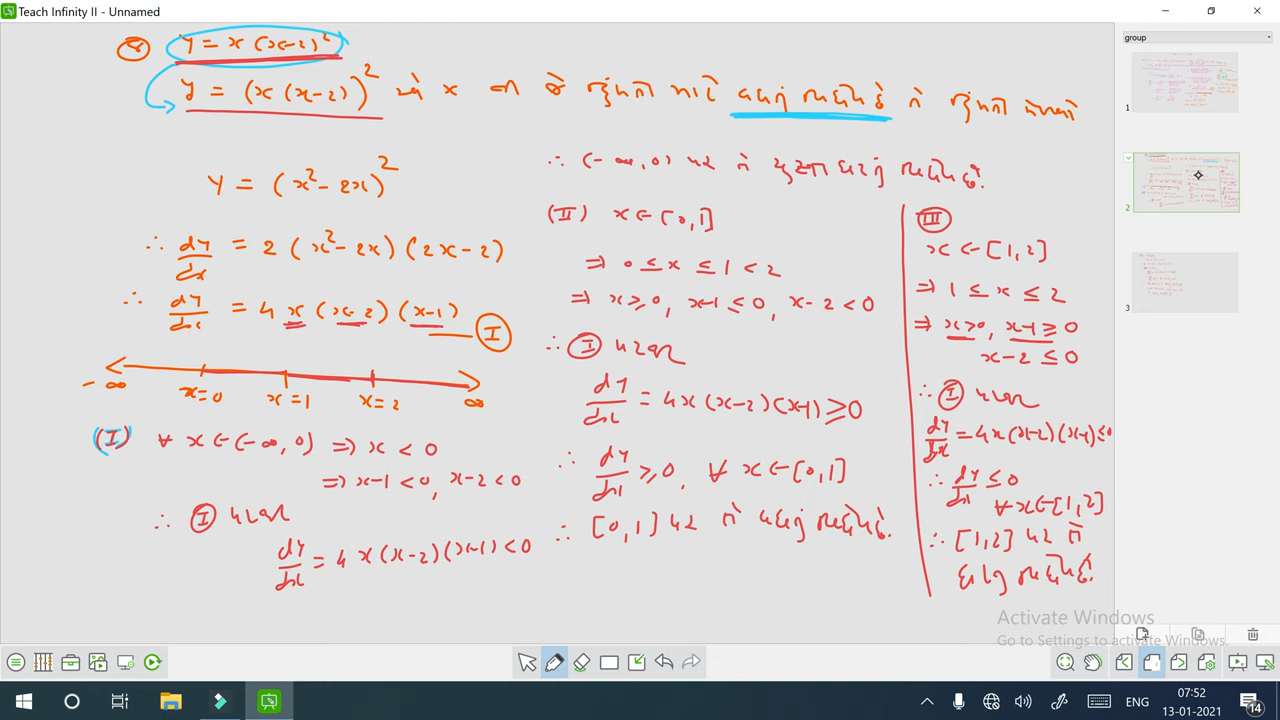 Teach Infinity II - Unnamed
group
Y = x (x-2)²
Y = (x (x-2))² x વધતું વિધેય છે તે
Y = (x² - 2x)²
∴ dy/dx = 2 (x² - 2x) (2x - 2)
∴ dy/dx = 4 x (x-2) (x-1) — I
- ∞ x=0 x=1 x=2 ∞
(I) ∀ x ∈ (-∞, 0) ⇒ x < 0
⇒ x-1 < 0, x-2 < 0
∴ I પરથી
dy/dx = 4 x (x-2) (x-1) < 0
∴ (-∞, 0) પર તે ચુસ્ત ઘટતું વિધેય છે.
(II) x ∈ [0, 1]
⇒ 0 ≤ x ≤ 1 < 2
⇒ x ≥ 0, x-1 ≤ 0, x-2 < 0
∴ I પરથી
dy/dx = 4x (x-2) (x-1) ≥ 0
∴ dy/dx ≥ 0, ∀ x ∈ [0, 1]
∴ [0, 1] પર તે વધતું વિધેય છે.
III
x ∈ [1, 2]
⇒ 1 ≤ x ≤ 2
⇒ x > 0, x-1 ≥ 0
x-2 ≤ 0
∴ I પરથી
dy/dx = 4x (x-2) (x-1) ≤ 0
∴ dy/dx ≤ 0
∀ x ∈ [1, 2]
∴ [1, 2] પર તે
ઘટતું વિધેય છે.
1
2
3
Activate Windows
Go to Settings to activate Windows.
ENG
07:52
13-01-2021
14